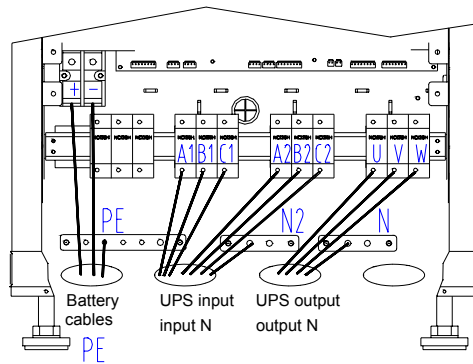 + −
A1 B1 C1 A2 B2 C2 U V W
PE N2 N
Battery cables
UPS input
input N
UPS output
output N
PE